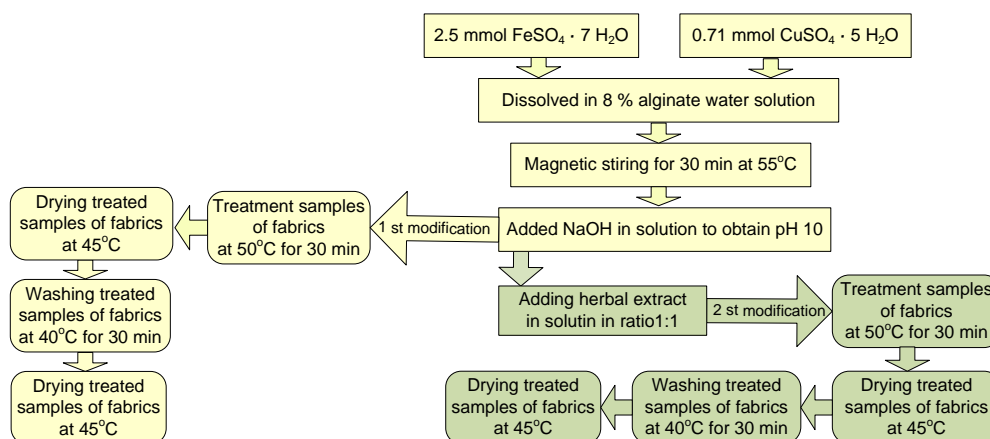 2.5 mmol FeSO₄ · 7 H₂O
0.71 mmol CuSO₄ · 5 H₂O
Dissolved in 8 % alginate water solution
Magnetic stiring for 30 min at 55°C
Added NaOH in solution to obtain pH 10
1 st modification
Treatment samples
of fabrics
at 50°C for 30 min
Drying treated
samples of fabrics
at 45°C
Washing treated
samples of fabrics
at 40°C for 30 min
Drying treated
samples of fabrics
at 45°C
Adding herbal extract
in solutin in ratio1:1
2 st modification
Treatment samples
of fabrics
at 50°C for 30 min
Drying treated
samples of fabrics
at 45°C
Washing treated
samples of fabrics
at 40°C for 30 min
Drying treated
samples of fabrics
at 45°C